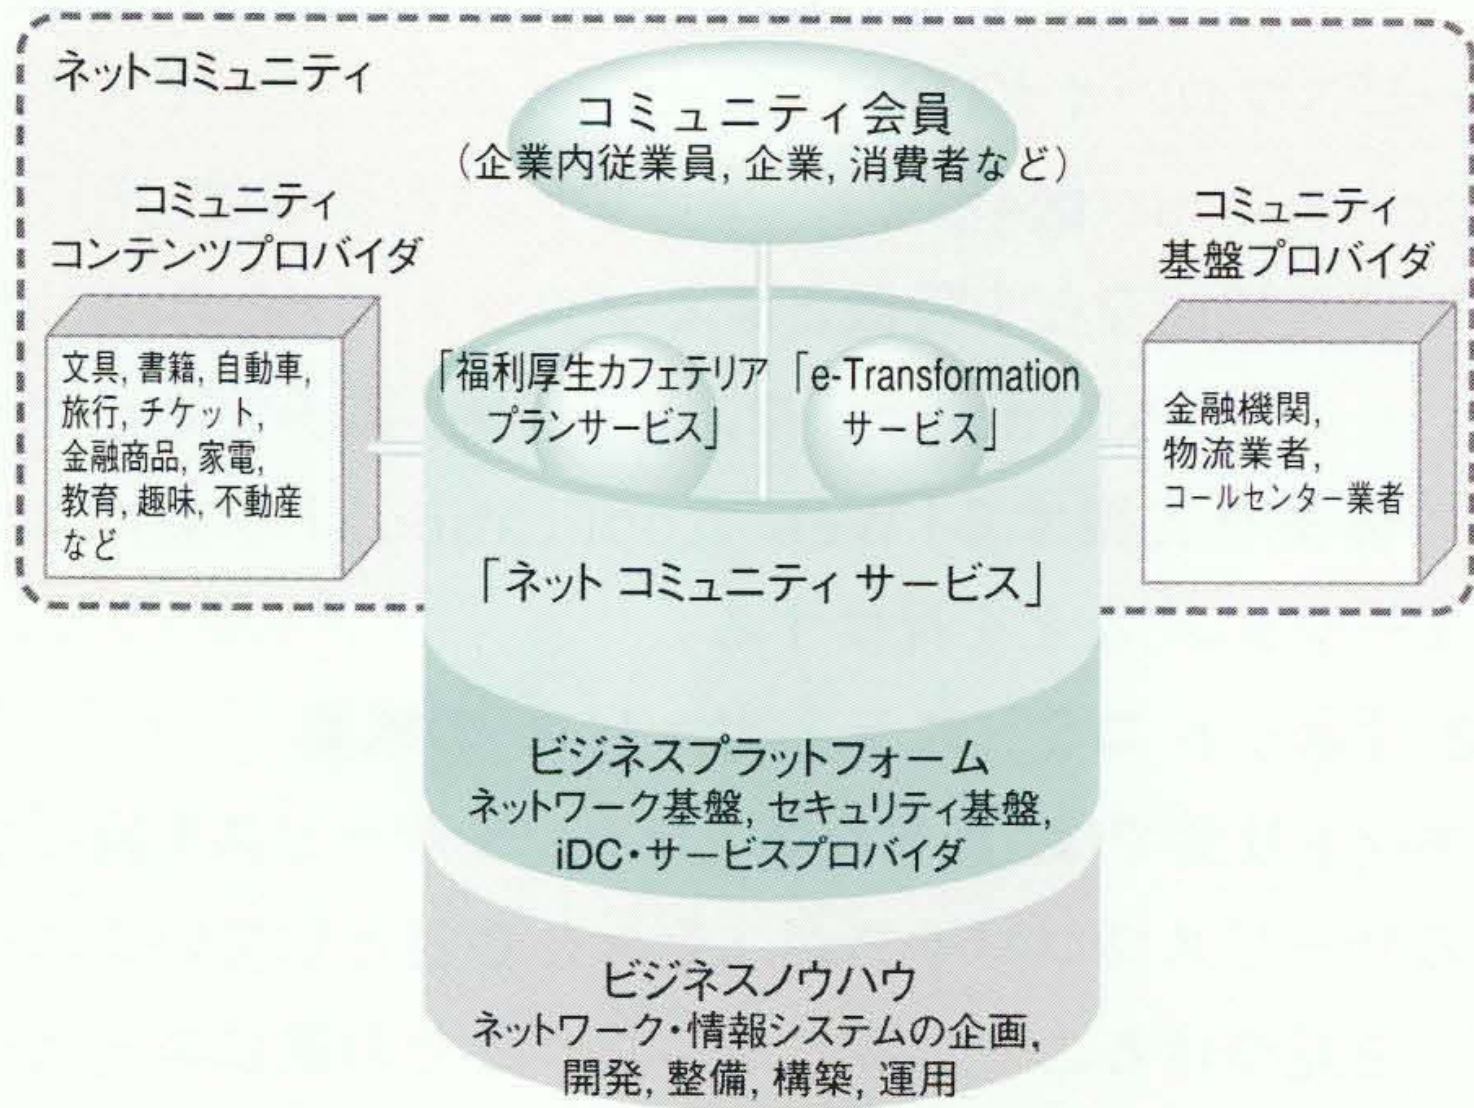 ネットコミュニティ
コミュニティ会員
（企業内従業員, 企業, 消費者など）
コミュニティ
コンテンツプロバイダ
文具, 書籍, 自動車,
旅行, チケット,
金融商品, 家電,
教育, 趣味, 不動産
など
コミュニティ
基盤プロバイダ
金融機関,
物流業者,
コールセンター業者
「福利厚生カフェテリア
プランサービス」
「e-Transformation
サービス」
「ネット コミュニティ サービス」
ビジネスプラットフォーム
ネットワーク基盤, セキュリティ基盤,
iDC・サービスプロバイダ
ビジネスノウハウ
ネットワーク・情報システムの企画,
開発, 整備, 構築, 運用